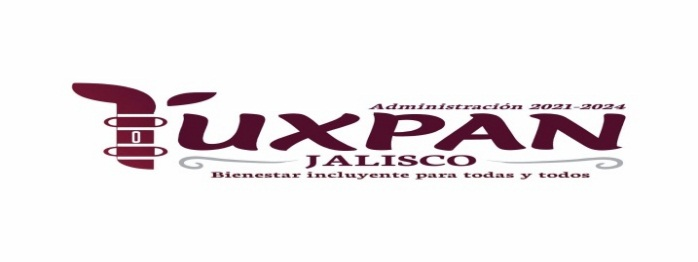 Administración 2021-2024
TUXPAN
JALISCO
Bienestar incluyente para todas y todos